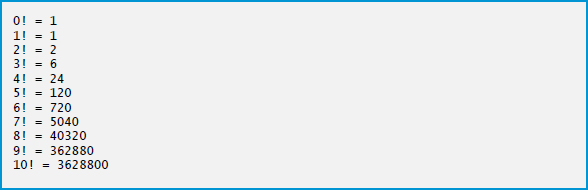 0! = 1
1! = 1
2! = 2
3! = 6
4! = 24
5! = 120
6! = 720
7! = 5040
8! = 40320
9! = 362880
10! = 3628800